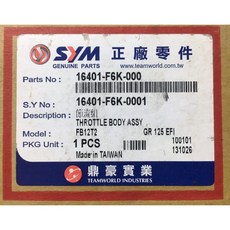 SYM
GENUINE PARTS
正廠零件
http://www.teamworld.com.tw
Parts No : 16401-F6K-000
S.Y No : 16401-F6K-0001
Description :
THROTTLE BODY ASSY
Model : FB12T2 GR 125 EFI
PKG Unit : 1 PCS 100101
Made in TAIWAN 131026
鼎豪實業
TEAMWORLD INDUSTRIES